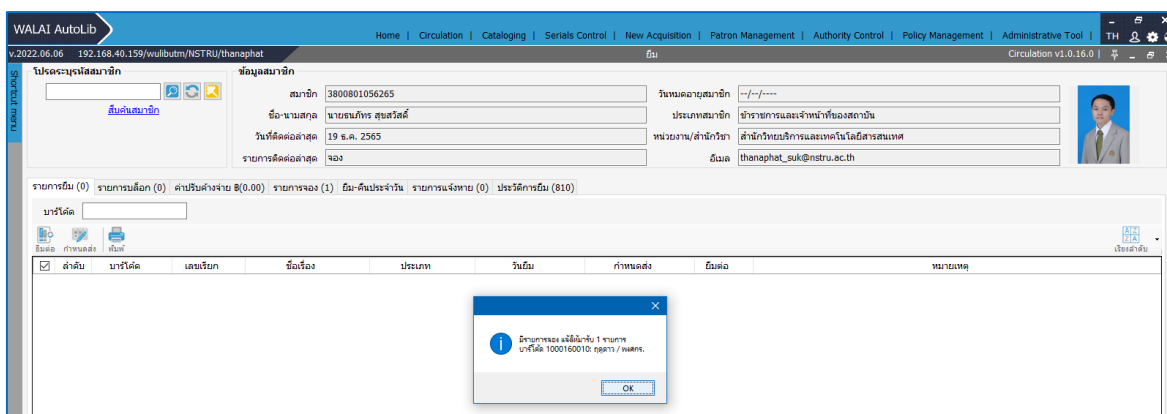 WALAI AutoLib
Home | Circulation | Cataloging | Serials Control | New Acquisition | Patron Management | Authority Control | Policy Management | Administrative Tool | TH
v.2022.06.06 192.168.40.159/wulibutm/NSTRU/thanaphat ยืม Circulation v1.0.16.0 |
Shortcut menu
โปรดระบุรหัสสมาชิก ข้อมูลสมาชิก
สมาชิก 3800801056265 วันหมดอายุสมาชิก --/--/----
สืบค้นสมาชิก
ชื่อ-นามสกุล นายธนภัทร สุขสวัสดิ์ ประเภทสมาชิก ข้าราชการและเจ้าหน้าที่ของสถาบัน
วันที่ติดต่อล่าสุด 19 ธ.ค. 2565 หน่วยงาน/สำนักวิชา สำนักวิทยบริการและเทคโนโลยีสารสนเทศ
รายการติดต่อล่าสุด จอง อีเมล thanaphat_suk@nstru.ac.th
รายการยืม (0) รายการบล็อก (0) ค่าปรับค้างจ่าย ฿(0.00) รายการจอง (1) ยืม-คืนประจำวัน รายการแจ้งหาย (0) ประวัติการยืม (810)
บาร์โค้ด
ยืมต่อ กำหนดส่ง พิมพ์ เรียงลำดับ
ลำดับ บาร์โค้ด เลขเรียก ชื่อเรื่อง ประเภท วันยืม กำหนดส่ง ยืมต่อ หมายเหตุ
มีรายการจอง แจ้งให้มารับ 1 รายการ
บาร์โค้ด 1000160010: ฤดูดาว / พงศกร.
OK